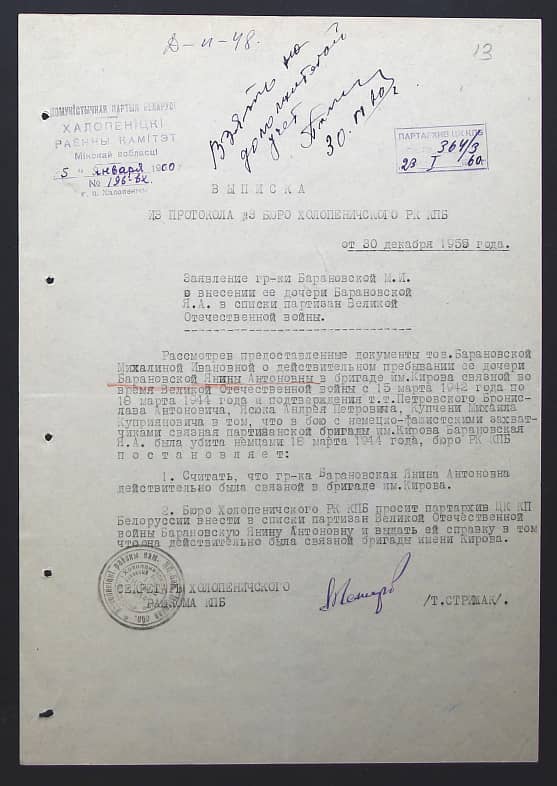 Д-II-48.
13
Взять на
дополнительный
учет
30.VI 60г
КОМУНІСТЫЧНАЯ ПАРТЫЯ БЕЛАРУСІ
ХАЛОПЕНІЦКІ
РАЁННЫ КАМІТЭТ
Мінскай вобласці
"5" января 1960 г.
№ 196-бх.
г. п. Халопенічы
ПАРТАРХИВ ЦК КПБ
364/3
23 I 60
ВЫПИСКА
ИЗ ПРОТОКОЛА №3 БЮРО ХОЛОПЕНИЧСКОГО РК КПБ
от 30 декабря 1955 года.
Заявление гр-ки Барановской М.И.
о внесении ее дочери Барановской
Я.А. в списки партизан Великой
Отечественной войны.
Рассмотрев предоставленные документы тов.Барановской
Михалиной Ивановной о действительном пребывании ее дочери
Барановской Янины Антоновны в бригаде им.Кирова связной во
время Великой Отечественной войны с 15 марта 1942 года по
18 марта 1944 года и подтверждения т.т.Петровского Бронис-
лава Антоновича, Ясюка Андрея Петровича, Купчени Михаила
Куприяновича в том, что в бою с немецко-фашистскими захват-
чиками связная партизанской бригады им.Кирова Барановская
Я.А. была убита немцами 18 марта 1944 года, бюро РК КПБ
п о с т а н о в л я е т:
1. Считать, что гр-ка Барановская Янина Антоновна
действительно была связной в бригаде им.Кирова.
2. Бюро Холопеничского РК КПБ просит партархив ЦК КП
Белоруссии внести в списки партизан Великой Отечественной
войны Барановскую Янину Антоновну и выдать ей справку в том
что она действительно была связной бригады имени Кирова.
СЕКРЕТАРЬ ХОЛОПЕНИЧСКОГО
РАЙКОМА КПБ
/Т.СТРИЖАК/.